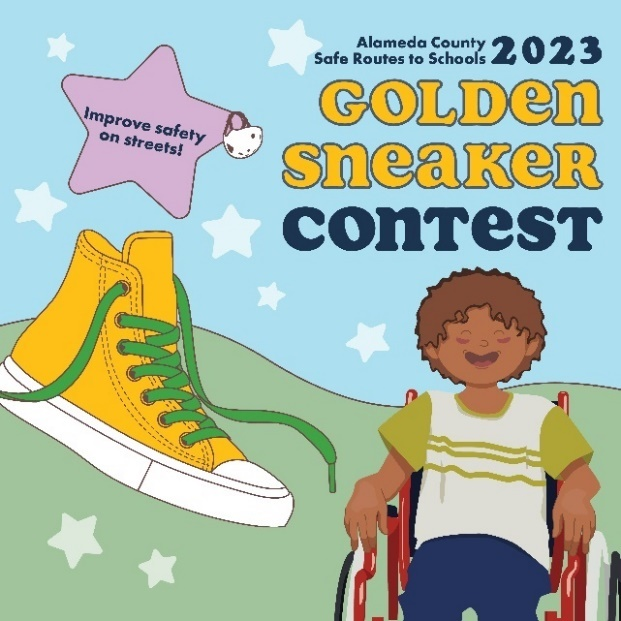 Alameda County
Safe Routes to Schools 2023
GOLDEN
SNEAKER
CONTEST
Improve safety
on streets!